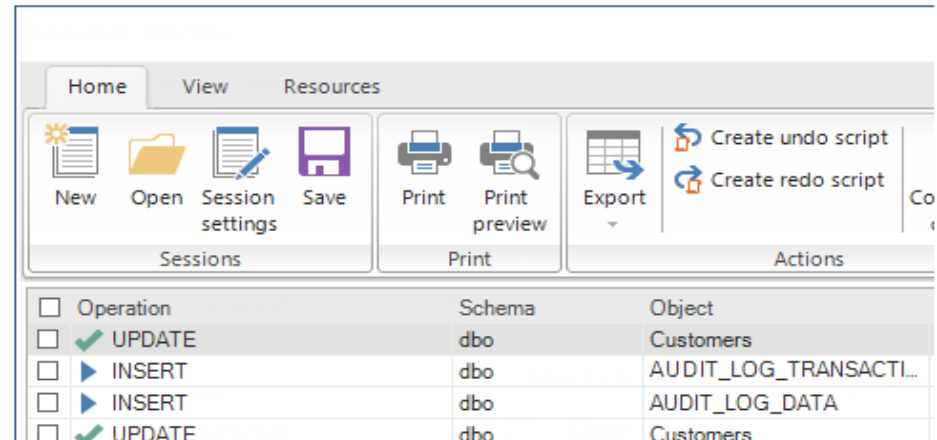 Home View Resources
Create undo script
Create redo script
New Open Session settings Save Print Print preview Export
Sessions Print Actions
Operation Schema Object
UPDATE dbo Customers
INSERT dbo AUDIT_LOG_TRANSACTI...
INSERT dbo AUDIT_LOG_DATA
UPDATE dbo Customers